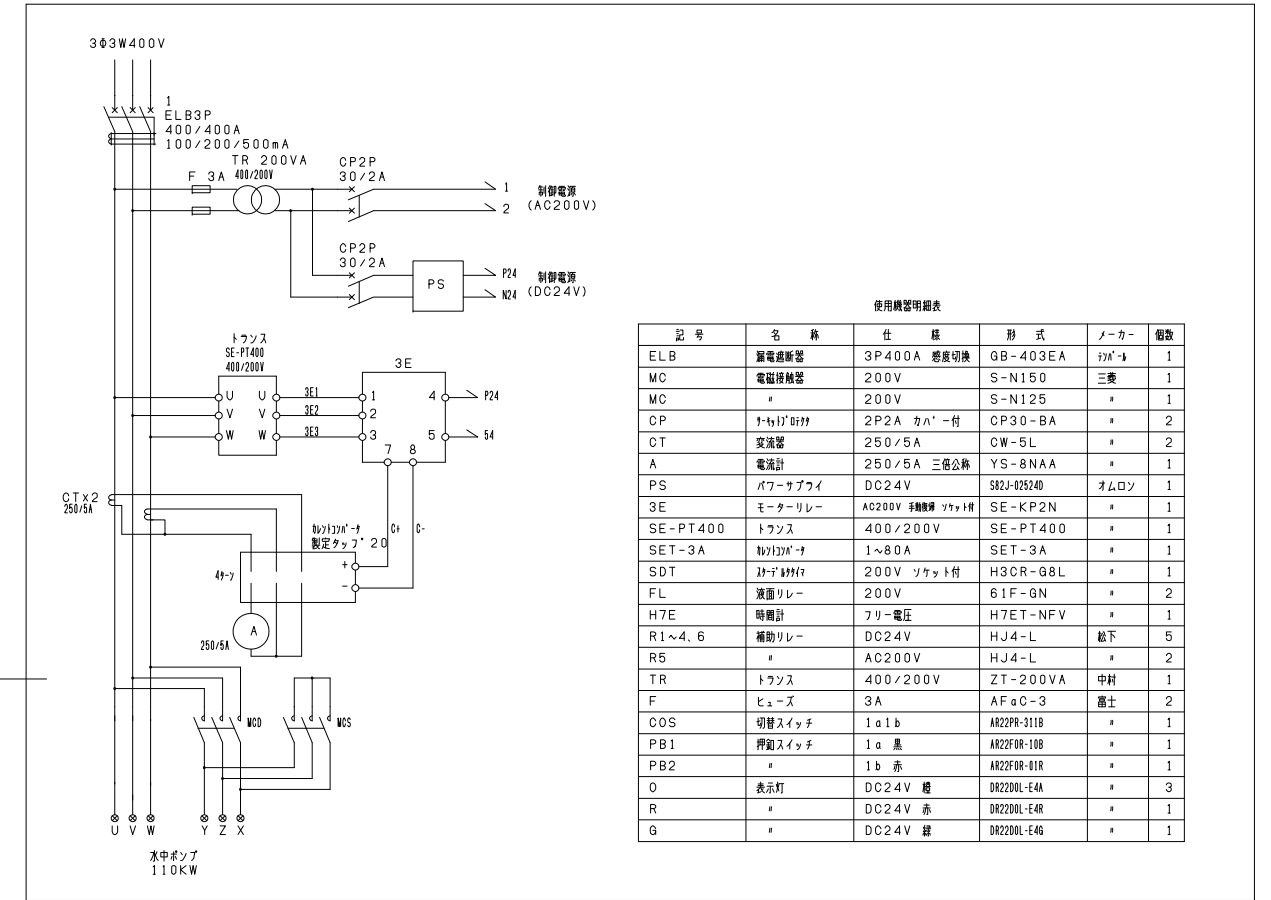 3Φ3W400V
1
ELB3P
400/400A
100/200/500mA
TR 200VA
400/200V
F 3A
CP2P
30/2A
1
2
制御電源
(AC200V)
CP2P
30/2A
PS
P24
N24
制御電源
(DC24V)
トランス
SE-PT400
400/200V
U U
V V
W W
3E1
3E2
3E3
3E
1 4
2
3 5
7 8
P24
54
CTx2
250/5A
カレントコンバータ
製定タップ20
C+ C-
4ターン
+
-
A
250/5A
MCD
MCS
U V W Y Z X
水中ポンプ
110KW
使用機器明細表
記号 名称 仕様 形式 メーカー 個数
ELB 漏電遮断器 3P400A 感度切換 GB-403EA テンパール 1
MC 電磁接触器 200V S-N150 三菱 1
MC 〃 200V S-N125 〃 1
CP サーキットプロテクタ 2P2A カバー付 CP30-BA 〃 2
CT 変流器 250/5A CW-5L 〃 2
A 電流計 250/5A 三倍公称 YS-8NAA 〃 1
PS パワーサプライ DC24V S82J-02524D オムロン 1
3E モーターリレー AC200V 手動復帰 ソケット付 SE-KP2N 〃 1
SE-PT400 トランス 400/200V SE-PT400 〃 1
SET-3A カレントコンバータ 1~80A SET-3A 〃 1
SDT スターデルタタイマ 200V ソケット付 H3CR-G8L 〃 1
FL 液面リレー 200V 61F-GN 〃 2
H7E 時間計 フリー電圧 H7ET-NFV 〃 1
R1~4、6 補助リレー DC24V HJ4-L 松下 5
R5 〃 AC200V HJ4-L 〃 2
TR トランス 400/200V ZT-200VA 中村 1
F ヒューズ 3A AFaC-3 富士 2
COS 切替スイッチ 1a1b AR22PR-311B 〃 1
PB1 押釦スイッチ 1a 黒 AR22F0R-10B 〃 1
PB2 〃 1b 赤 AR22F0R-01R 〃 1
O 表示灯 DC24V 橙 DR22D0L-E4A 〃 3
R 〃 DC24V 赤 DR22D0L-E4R 〃 1
G 〃 DC24V 緑 DR22D0L-E4G 〃 1